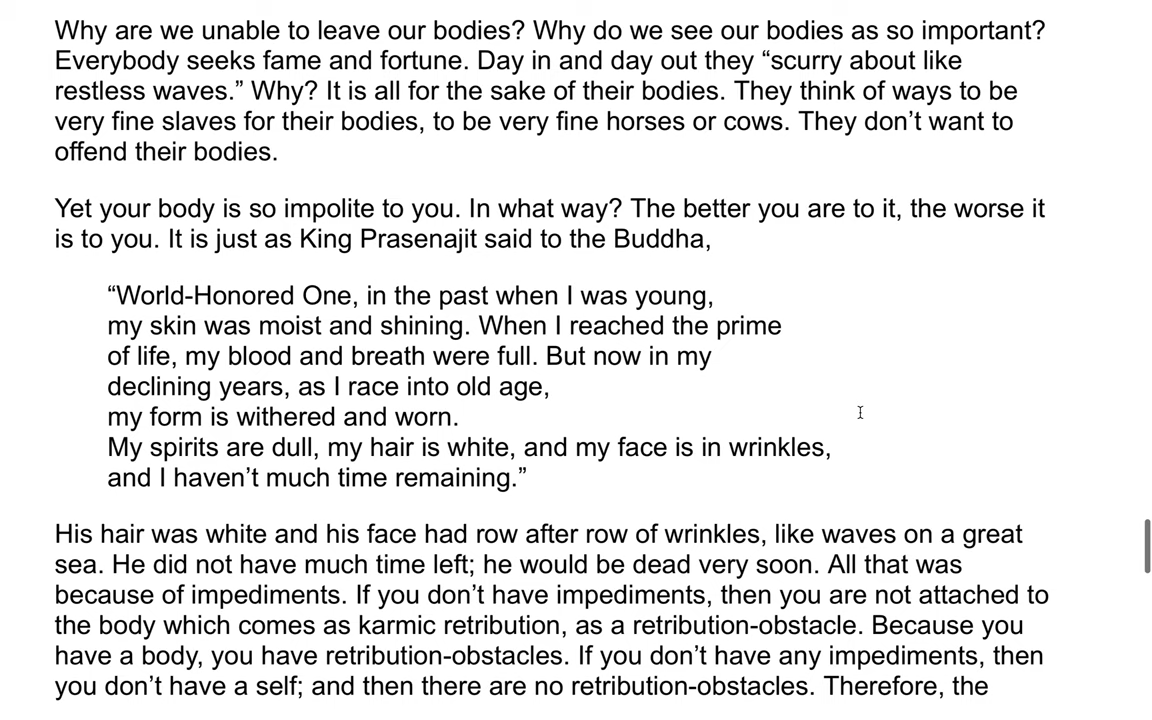 Why are we unable to leave our bodies? Why do we see our bodies as so important?
Everybody seeks fame and fortune. Day in and day out they “scurry about like
restless waves.” Why? It is all for the sake of their bodies. They think of ways to be
very fine slaves for their bodies, to be very fine horses or cows. They don’t want to
offend their bodies.
Yet your body is so impolite to you. In what way? The better you are to it, the worse it
is to you. It is just as King Prasenajit said to the Buddha,
“World-Honored One, in the past when I was young,
my skin was moist and shining. When I reached the prime
of life, my blood and breath were full. But now in my
declining years, as I race into old age,
my form is withered and worn.
My spirits are dull, my hair is white, and my face is in wrinkles,
and I haven’t much time remaining.”
His hair was white and his face had row after row of wrinkles, like waves on a great
sea. He did not have much time left; he would be dead very soon. All that was
because of impediments. If you don’t have impediments, then you are not attached to
the body which comes as karmic retribution, as a retribution-obstacle. Because you
have a body, you have retribution-obstacles. If you don’t have any impediments, then
you don’t have a self; and then there are no retribution-obstacles. Therefore, the